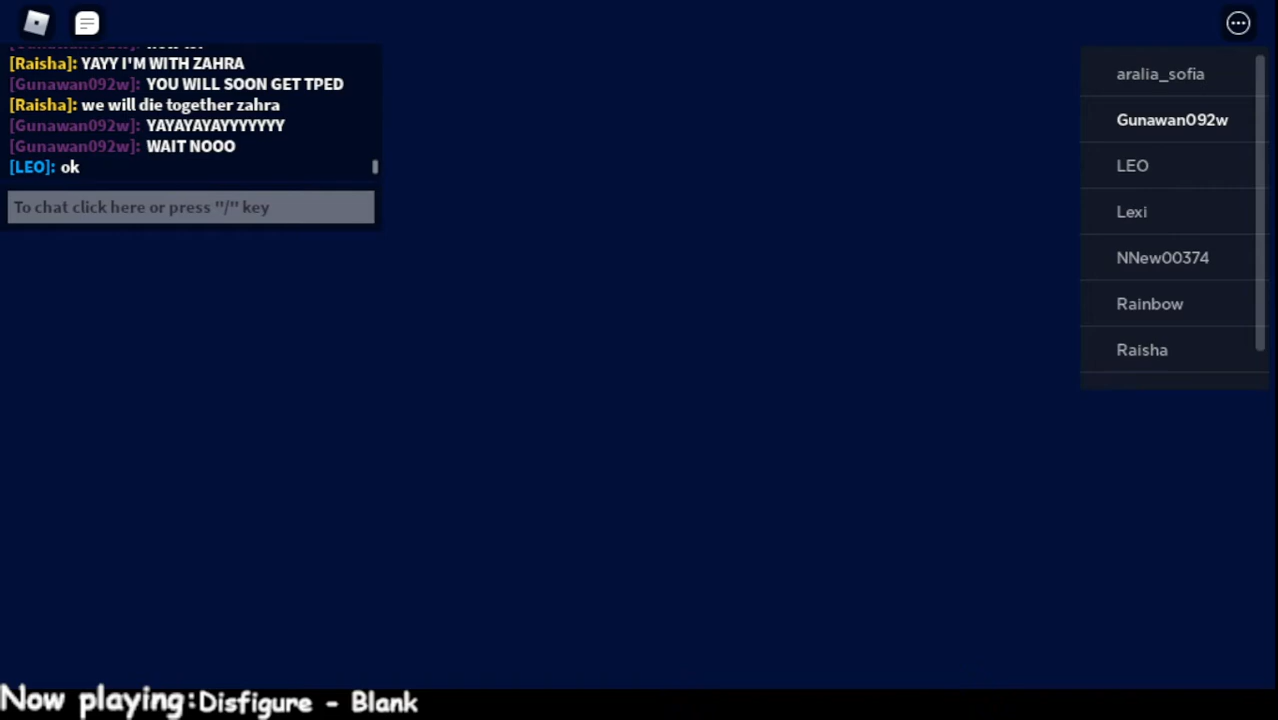 [Raisha]: YAYY I'M WITH ZAHRA
[Gunawan092w]: YOU WILL SOON GET TPED
[Raisha]: we will die together zahra
[Gunawan092w]: YAYAYAYAYYYYYYY
[Gunawan092w]: WAIT NOOO
[LEO]: ok
To chat click here or press "/" key
aralia_sofia
Gunawan092w
LEO
Lexi
NNew00374
Rainbow
Raisha
Now playing:Disfigure - Blank